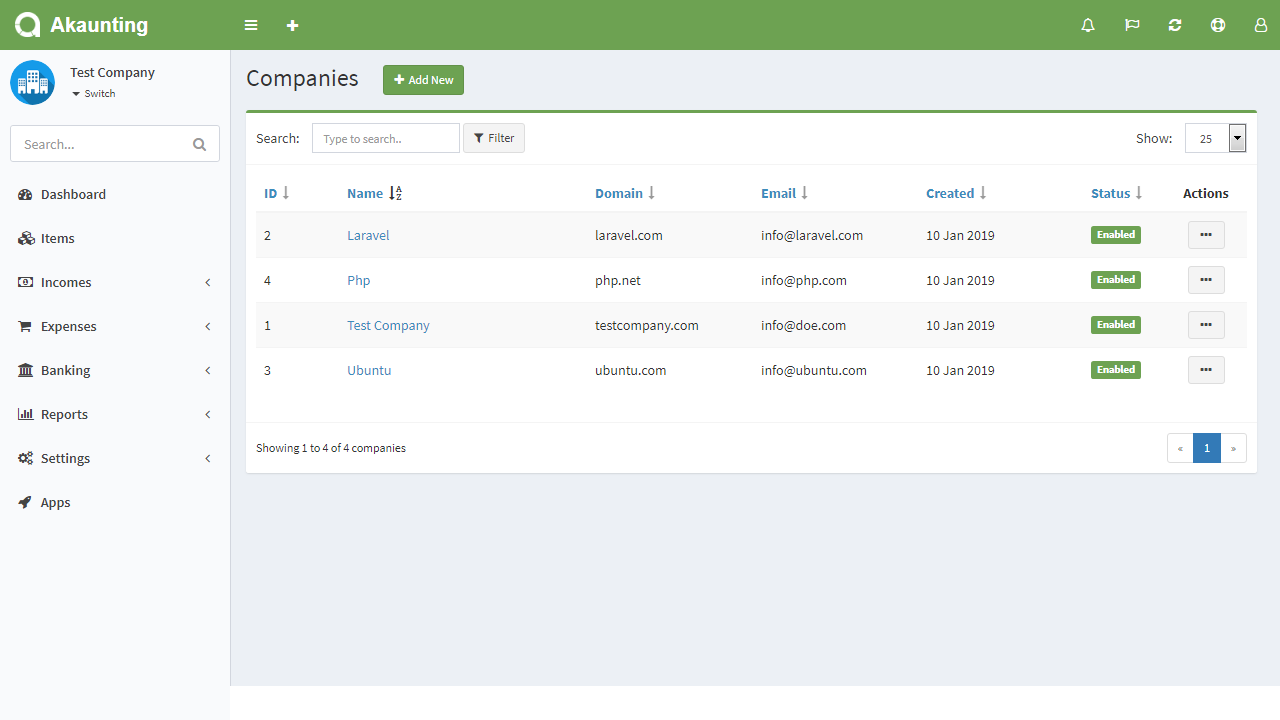 Akaunting
Test Company
Switch
Search...
Dashboard
Items
Incomes
Expenses
Banking
Reports
Settings
Apps
Companies
Add New
Search: Type to search.. Filter Show: 25
ID Name Domain Email Created Status Actions
2 Laravel laravel.com info@laravel.com 10 Jan 2019 Enabled
4 Php php.net info@php.com 10 Jan 2019 Enabled
1 Test Company testcompany.com info@doe.com 10 Jan 2019 Enabled
3 Ubuntu ubuntu.com info@ubuntu.com 10 Jan 2019 Enabled
Showing 1 to 4 of 4 companies « 1 »